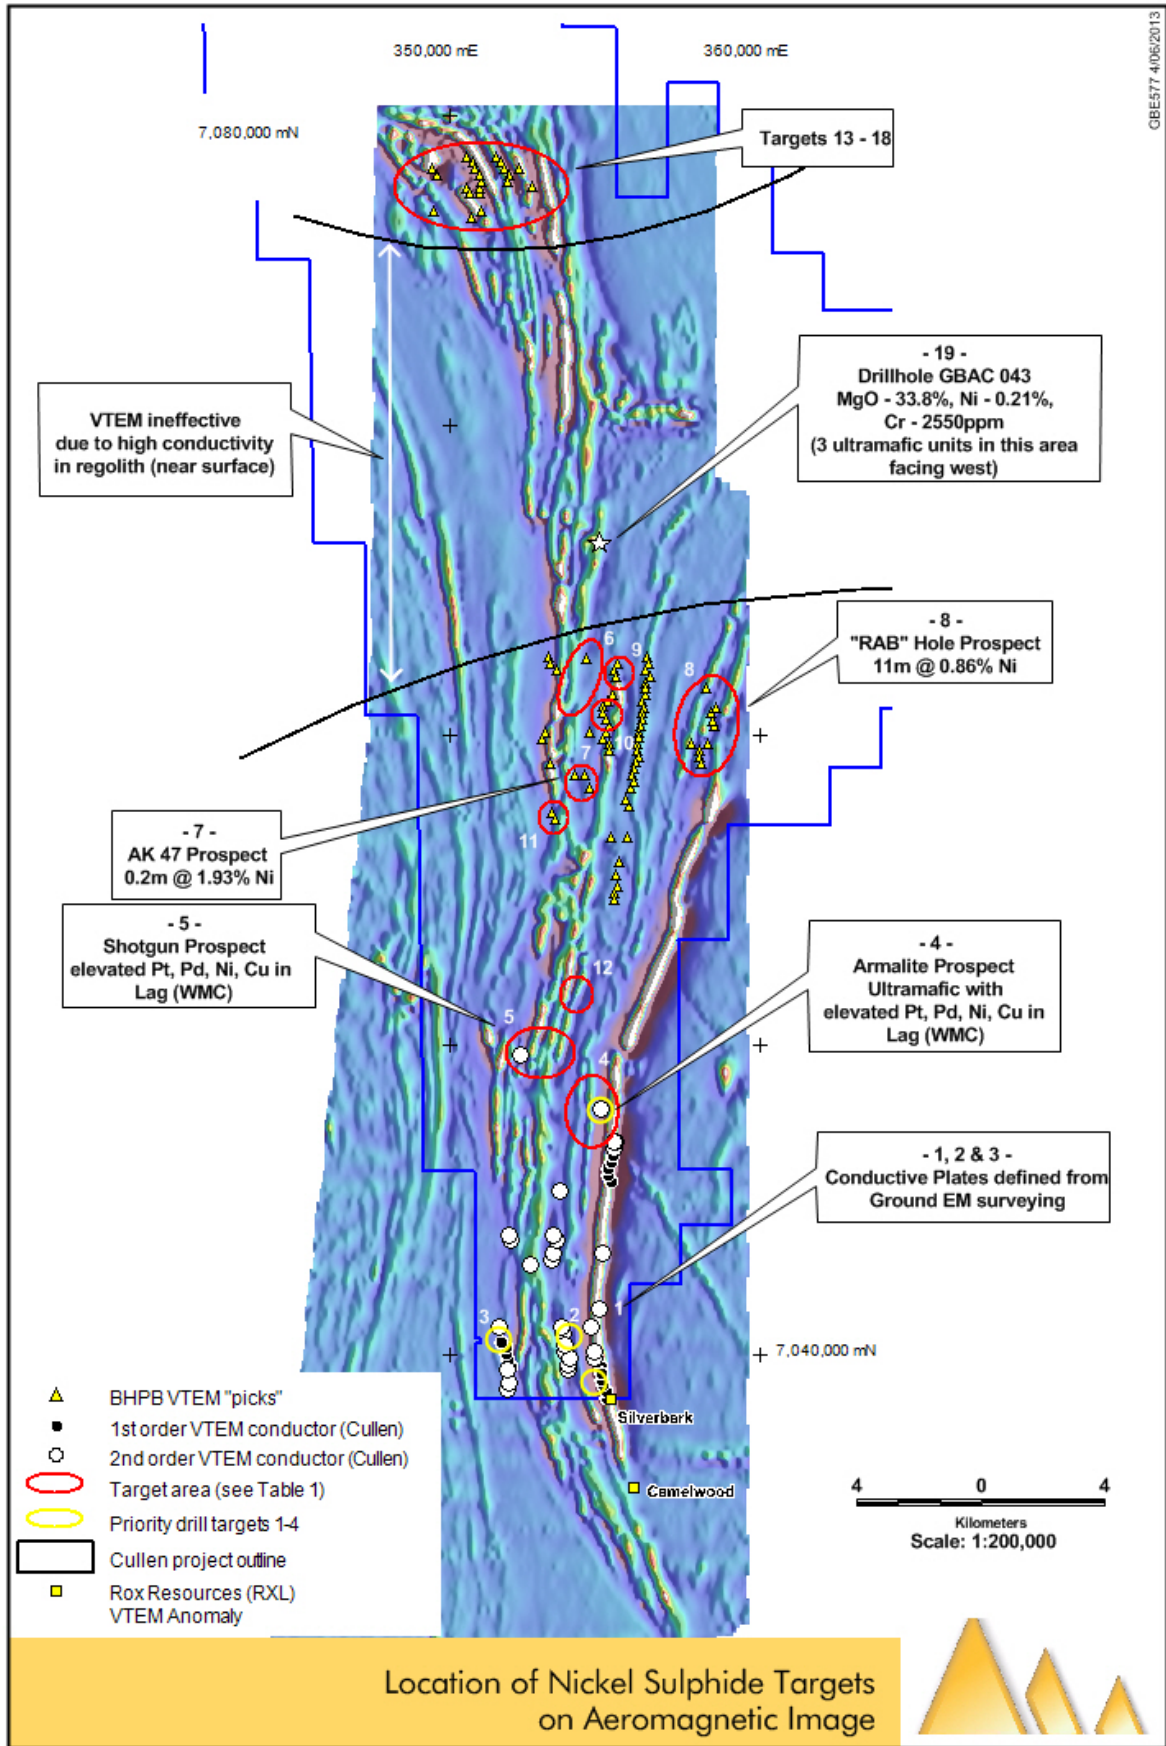 GBE577 4/06/2013
350,000 mE
360,000 mE
7,080,000 mN
Targets 13 - 18
- 19 -
Drillhole GBAC 043
MgO - 33.8%, Ni - 0.21%,
Cr - 2550ppm
(3 ultramafic units in this area
facing west)
VTEM ineffective
due to high conductivity
in regolith (near surface)
- 8 -
"RAB" Hole Prospect
11m @ 0.86% Ni
6
9
8
10
7
11
- 7 -
AK 47 Prospect
0.2m @ 1.93% Ni
- 5 -
Shotgun Prospect
elevated Pt, Pd, Ni, Cu in
Lag (WMC)
12
5
4
- 4 -
Armalite Prospect
Ultramafic with
elevated Pt, Pd, Ni, Cu in
Lag (WMC)
- 1, 2 & 3 -
Conductive Plates defined from
Ground EM surveying
3
2
1
7,040,000 mN
Silverbark
Camelwood
BHPB VTEM "picks"
1st order VTEM conductor (Cullen)
2nd order VTEM conductor (Cullen)
Target area (see Table 1)
Priority drill targets 1-4
Cullen project outline
Rox Resources (RXL)
VTEM Anomaly
4 0 4
Kilometers
Scale: 1:200,000
Location of Nickel Sulphide Targets
on Aeromagnetic Image